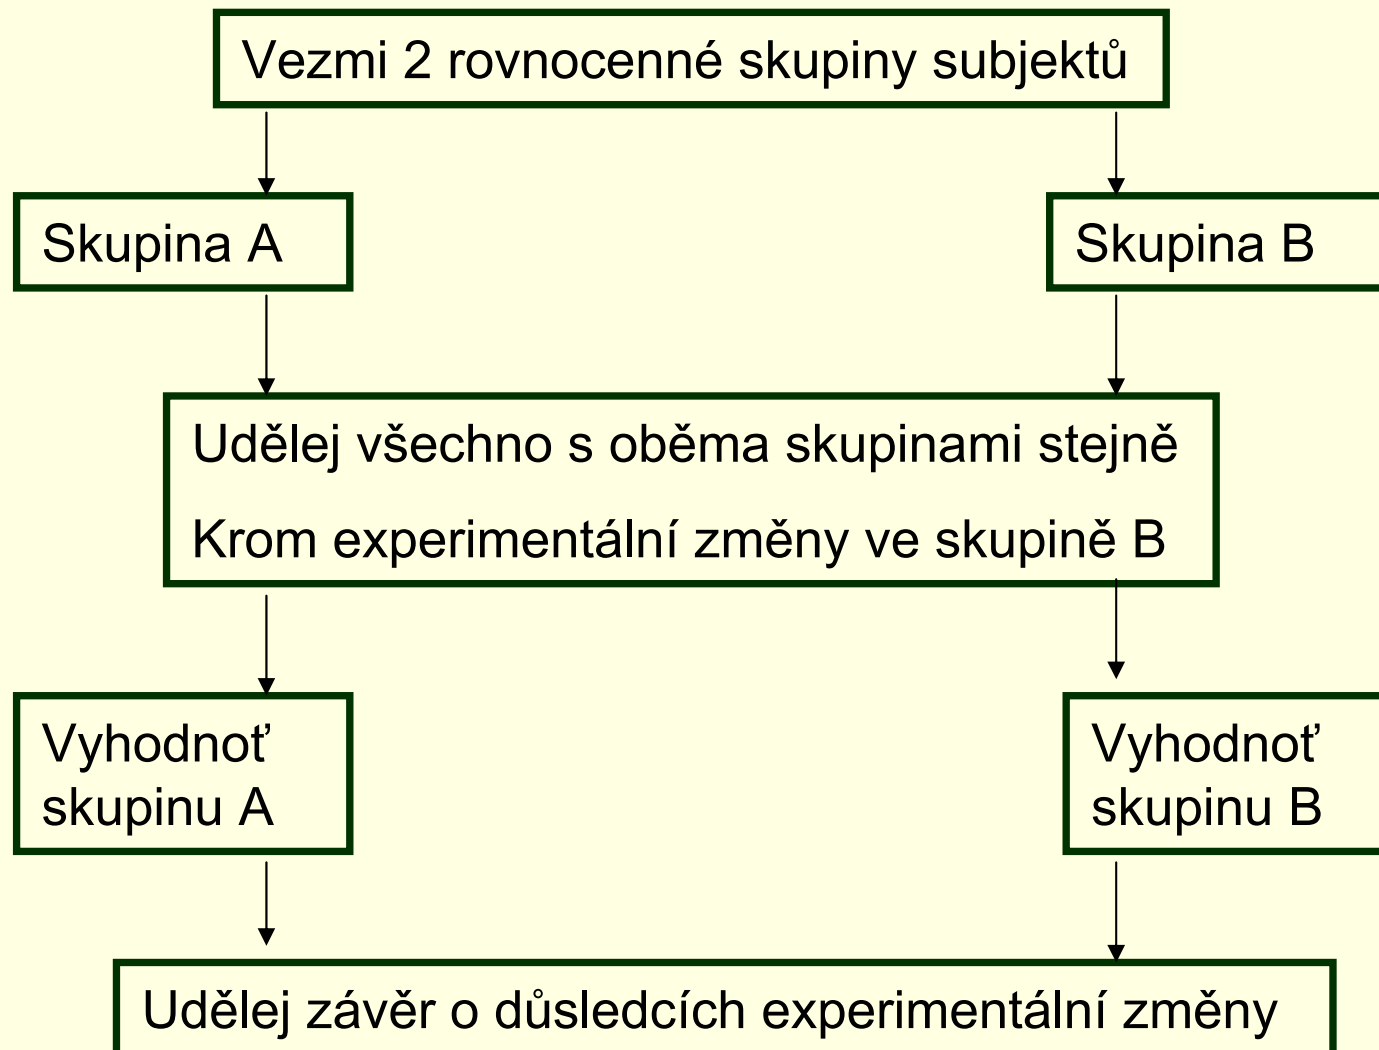 Vezmi 2 rovnocenné skupiny subjektů
Skupina A
Skupina B
Udělej všechno s oběma skupinami stejně
Krom experimentální změny ve skupině B
Vyhodnoť
skupinu A
Vyhodnoť
skupinu B
Udělej závěr o důsledcích experimentální změny